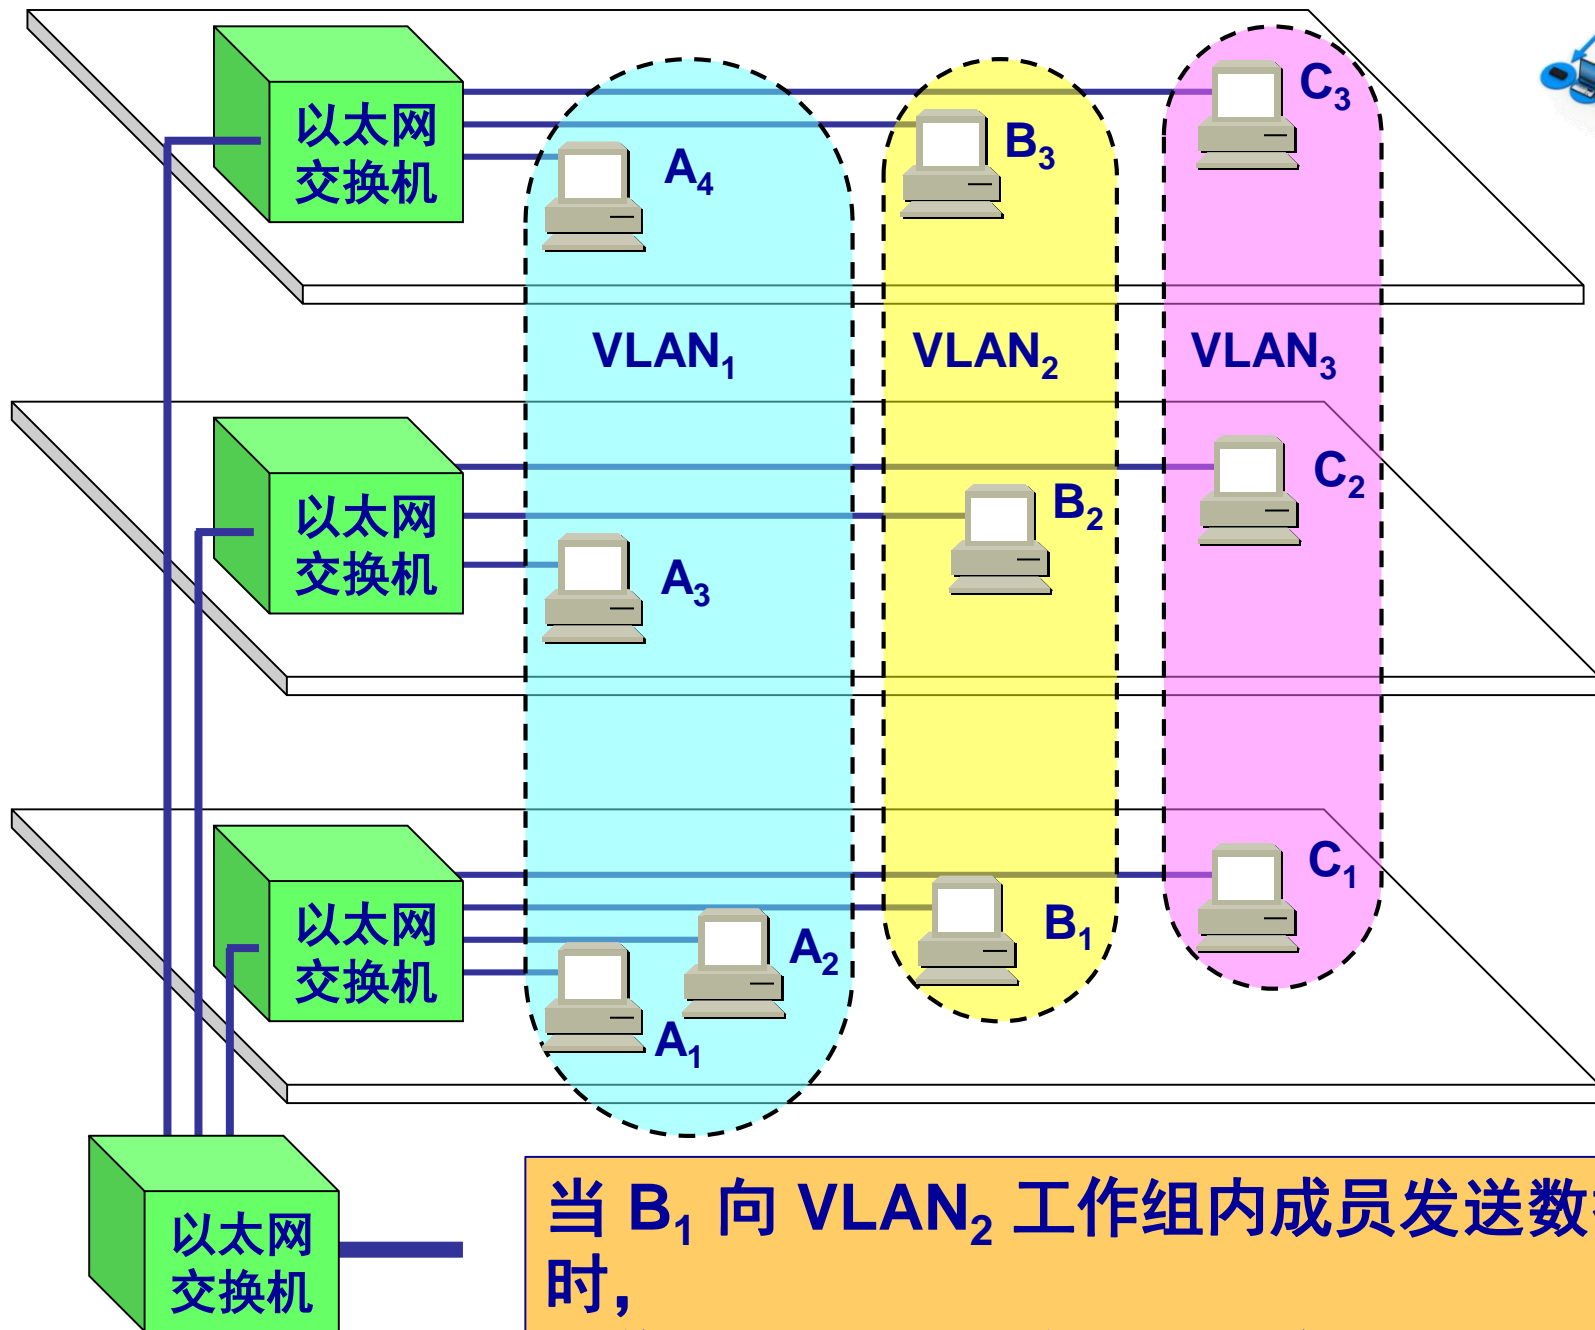 以太网
交换机
A4
B3
C3
VLAN1
VLAN2
VLAN3
以太网
交换机
A3
B2
C2
以太网
交换机
A1
A2
B1
C1
以太网
交换机
当 B1 向 VLAN2 工作组内成员发送数
时,